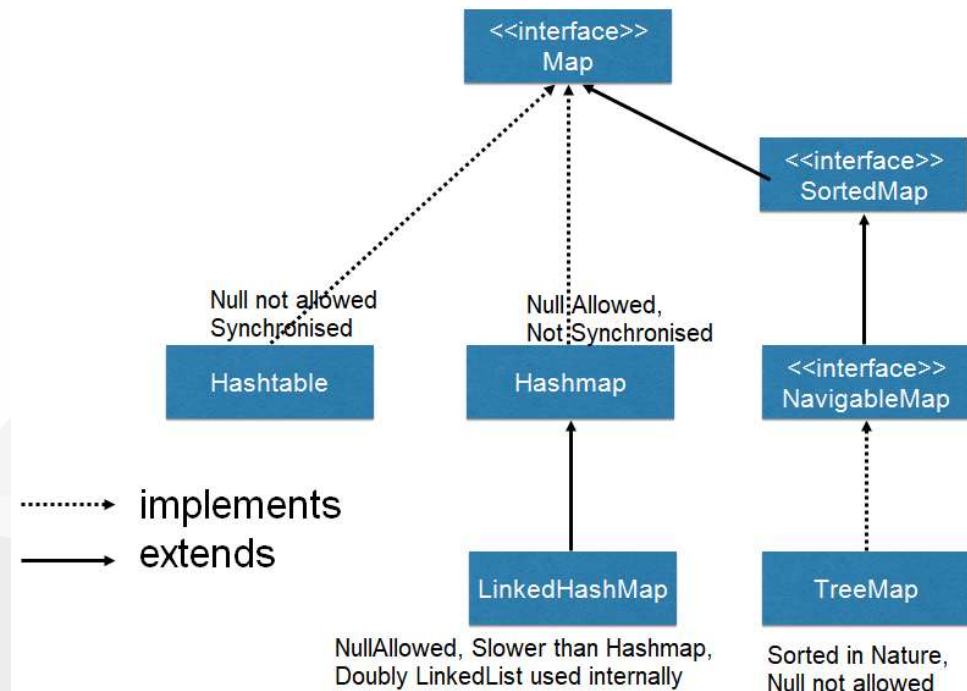 <<interface>>
Map
<<interface>>
SortedMap
Null not allowed
Synchronised
Null Allowed,
Not Synchronised
Hashtable
Hashmap
<<interface>>
NavigableMap
implements
extends
LinkedHashMap
TreeMap
NullAllowed, Slower than Hashmap,
Doubly LinkedList used internally
Sorted in Nature,
Null not allowed